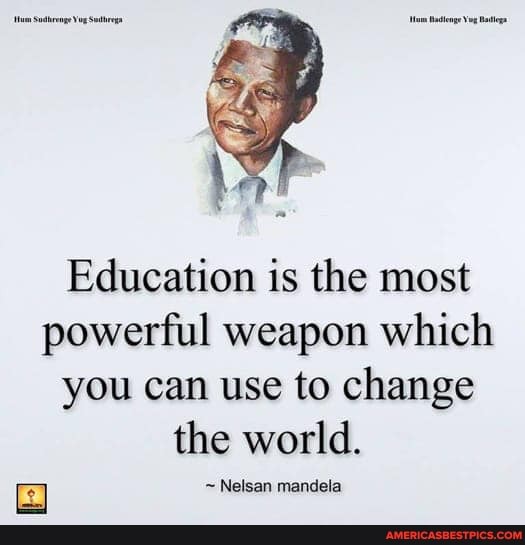 Hum Sudhrenge Yug Sudhrega
Hum Badlenge Yug Badlega
Education is the most
powerful weapon which
you can use to change
the world.
~ Nelsan mandela
AMERICASBESTPICS.COM